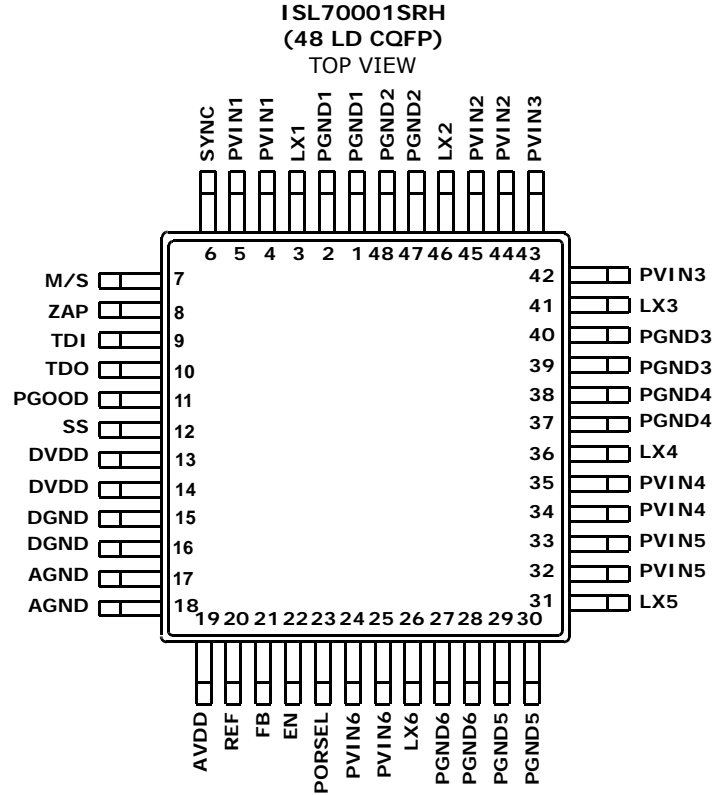 ISL70001SRH
(48 LD CQFP)
TOP VIEW
SYNC
PVIN1
PVIN1
LX1
PGND1
PGND1
PGND2
PGND2
LX2
PVIN2
PVIN2
PVIN3
6 5 4 3 2 1 48 47 46 45 44 43
M/S 7
ZAP 8
TDI 9
TDO 10
PGOOD 11
SS 12
DVDD 13
DVDD 14
DGND 15
DGND 16
AGND 17
AGND 18
42 PVIN3
41 LX3
40 PGND3
39 PGND3
38 PGND4
37 PGND4
36 LX4
35 PVIN4
34 PVIN4
33 PVIN5
32 PVIN5
31 LX5
19 20 21 22 23 24 25 26 27 28 29 30
AVDD
REF
FB
EN
PORSEL
PVIN6
PVIN6
LX6
PGND6
PGND6
PGND5
PGND5